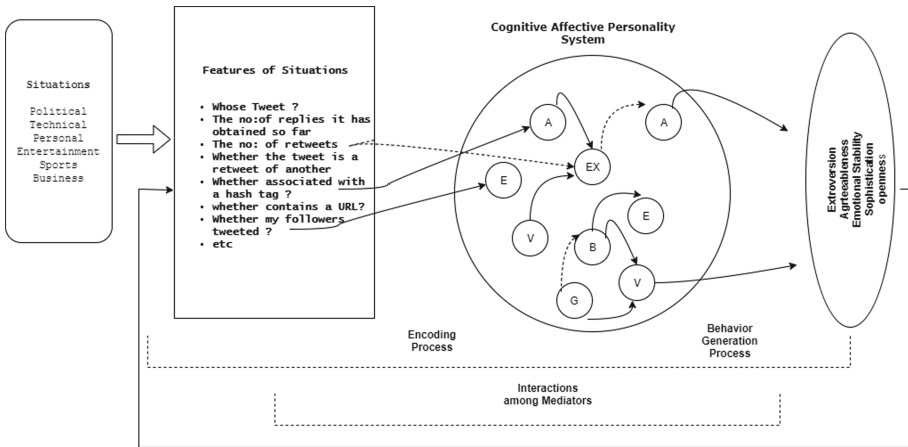 Situations
Political
Technical
Personal
Entertainment
Sports
Business
Features of Situations
• Whose Tweet ?
• The no:of replies it has
obtained so far
• The no: of retweets
• Whether the tweet is a
retweet of another
• Whether associated with
a hash tag ?
• whether contains a URL?
• Whether my followers
tweeted ?
• etc
Cognitive Affective Personality
System
A
A
EX
E
E
V
B
V
G
Extroversion
Agrteeableness
Emotional Stability
Sophistication
openness
Encoding
Process
Behavior
Generation
Process
Interactions
among Mediators